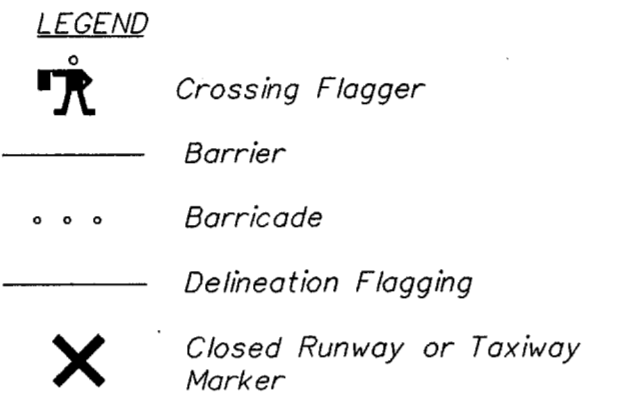 LEGEND
Crossing Flagger
Barrier
Barricade
Delineation Flagging
Closed Runway or Taxiway
Marker